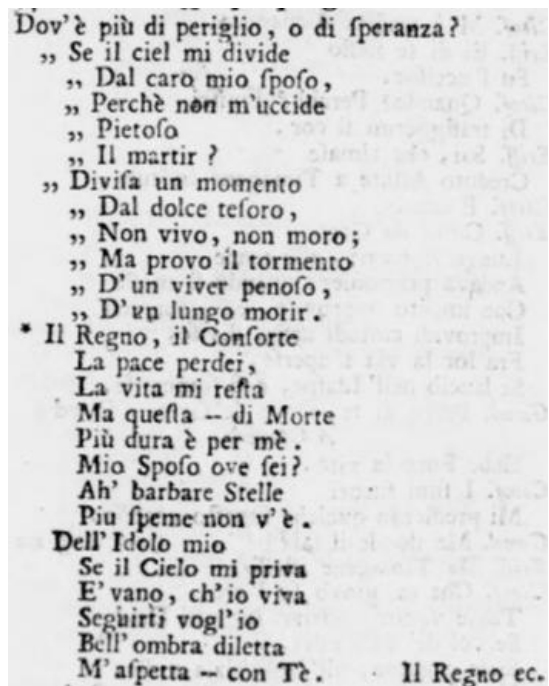 Dov'è più di periglio, o di ſperanza?
„ Se il ciel mi divide
„ Dal caro mio ſpoſo,
„ Perchè non m'uccide
„ Pietoſo
„ Il martir?
„ Diviſa un momento
„ Dal dolce teſoro,
„ Non vivo, non moro;
„ Ma provo il tormento
„ D'un viver penoſo,
„ D'un lungo morir.
* Il Regno, il Conſorte
La pace perdei,
La vita mi reſta
Ma queſta – di Morte
Più dura è per mè.
Mio Spoſo ove ſei?
Ah' barbare Stelle
Piu ſpeme non v'è.
Dell' Idolo mio
Se il Cielo mi priva
E' vano, ch' io viva
Seguirti vogl'io
Bell' ombra diletta
M' aſpetta – con Tè. Il Regno ec.